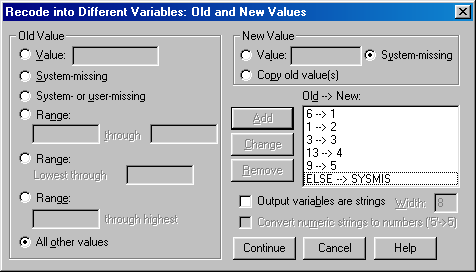 Recode into Different Variables: Old and New Values
Old Value
Value:
System-missing
System- or user-missing
Range:
through
Range:
Lowest through
Range:
through highest
All other values
New Value
Value:
System-missing
Copy old value(s)
Old --> New:
Add
Change
Remove
6 --> 1
1 --> 2
3 --> 3
13 --> 4
9 --> 5
ELSE --> SYSMIS
Output variables are strings
Width: 8
Convert numeric strings to numbers ('5'->5)
Continue
Cancel
Help